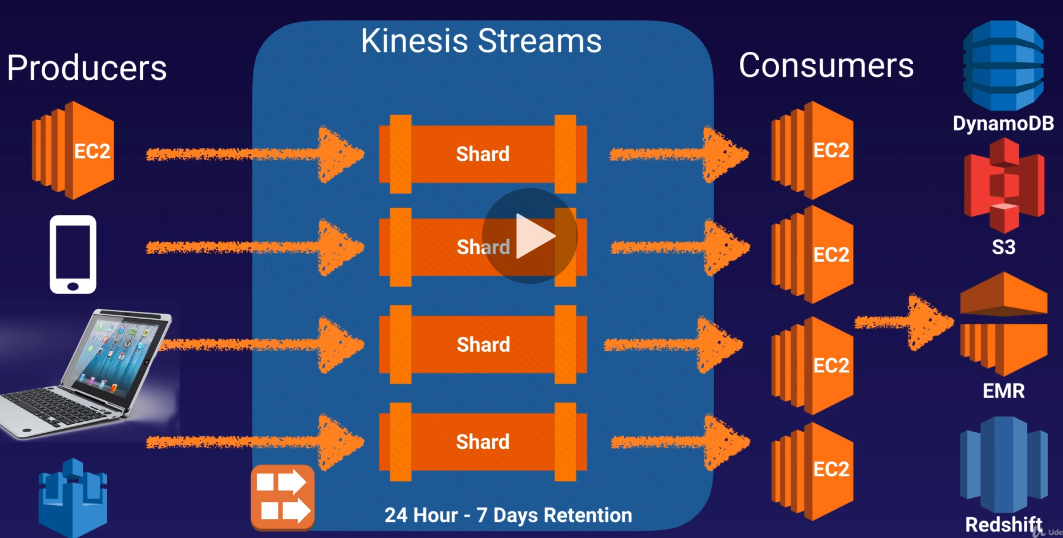 Kinesis Streams
Producers
Consumers
EC2
Shard
EC2
DynamoDB
Shard
EC2
S3
Shard
EC2
EMR
Shard
EC2
24 Hour - 7 Days Retention
Redshift